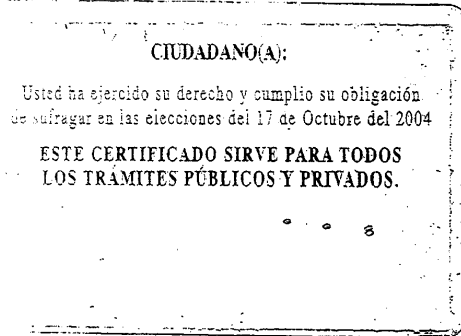 CIUDADANO(A):
Usted ha ejercido su derecho y cumplio su obligación
de sufragar en las elecciones del 17 de Octubre del 2004
ESTE CERTIFICADO SIRVE PARA TODOS
LOS TRÁMITES PÚBLICOS Y PRIVADOS.